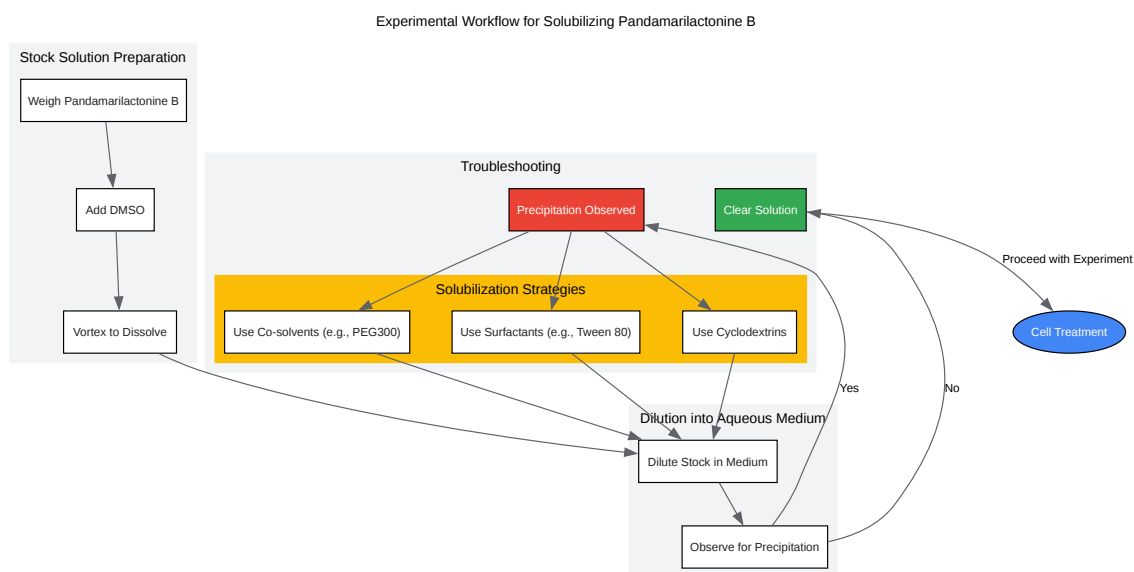 Experimental Workflow for Solubilizing Pandamarilactonine B
Stock Solution Preparation
Weigh Pandamarilactonine B
Add DMSO
Vortex to Dissolve
Troubleshooting
Precipitation Observed
Clear Solution
Proceed with Experiment
Solubilization Strategies
Use Co-solvents (e.g., PEG300)
Use Surfactants (e.g., Tween 80)
Use Cyclodextrins
Cell Treatment
Yes
No
Dilution into Aqueous Medium
Dilute Stock in Medium
Observe for Precipitation